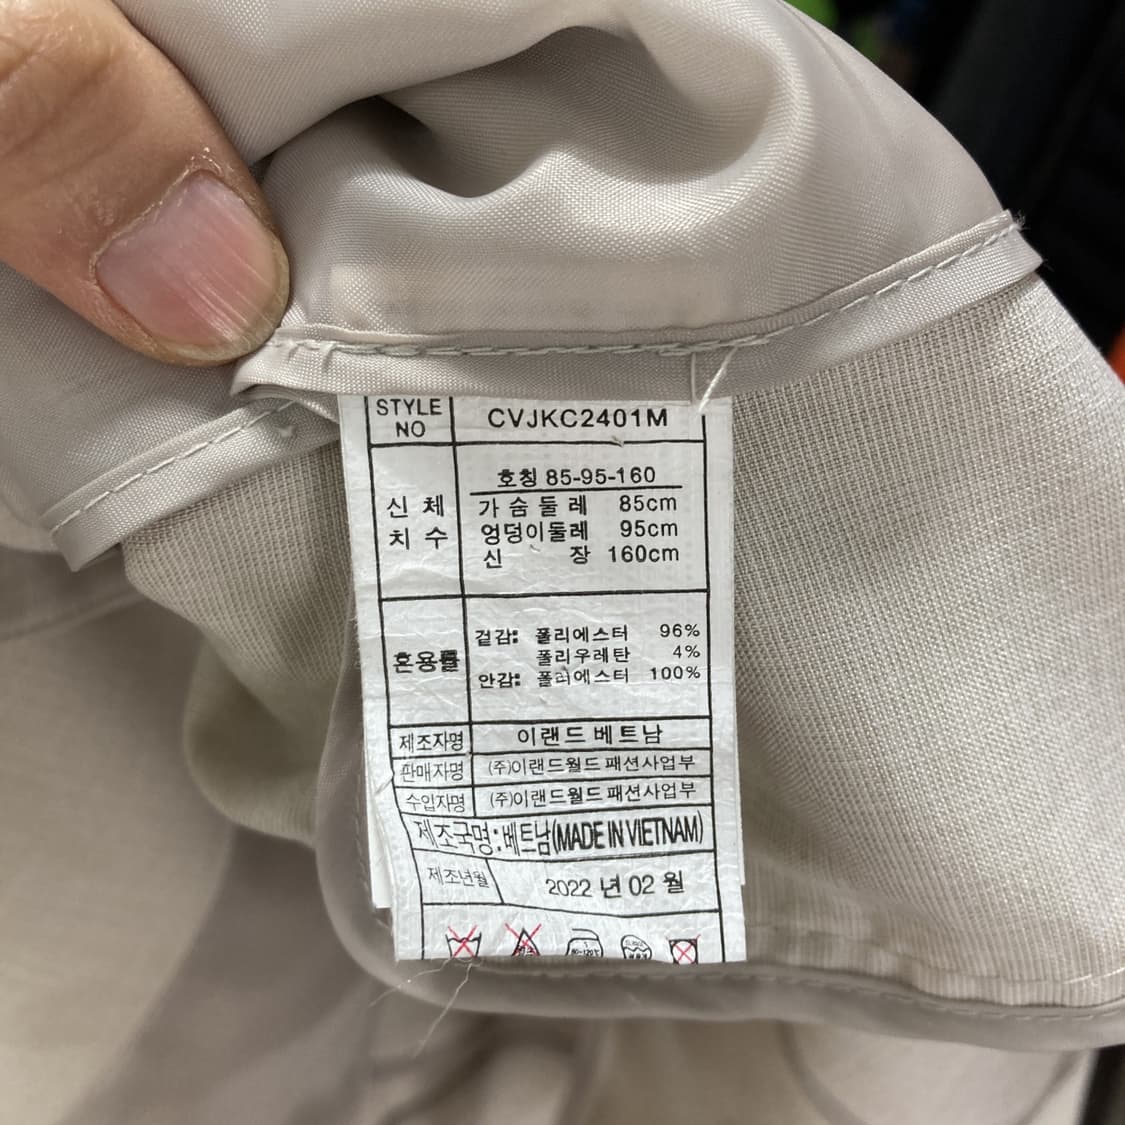 STYLE NO CVJKC2401M
호칭 85-95-160
신체 치수
가슴둘레 85cm
엉덩이둘레 95cm
신장 160cm
혼용률
겉감: 폴리에스터 96%
폴리우레탄 4%
안감: 폴리에스터 100%
제조자명 이랜드 베트남
판매자명 (주)이랜드월드 패션사업부
수입자명 (주)이랜드월드 패션사업부
제조국명: 베트남(MADE IN VIETNAM)
제조년월 2022 년 02 월